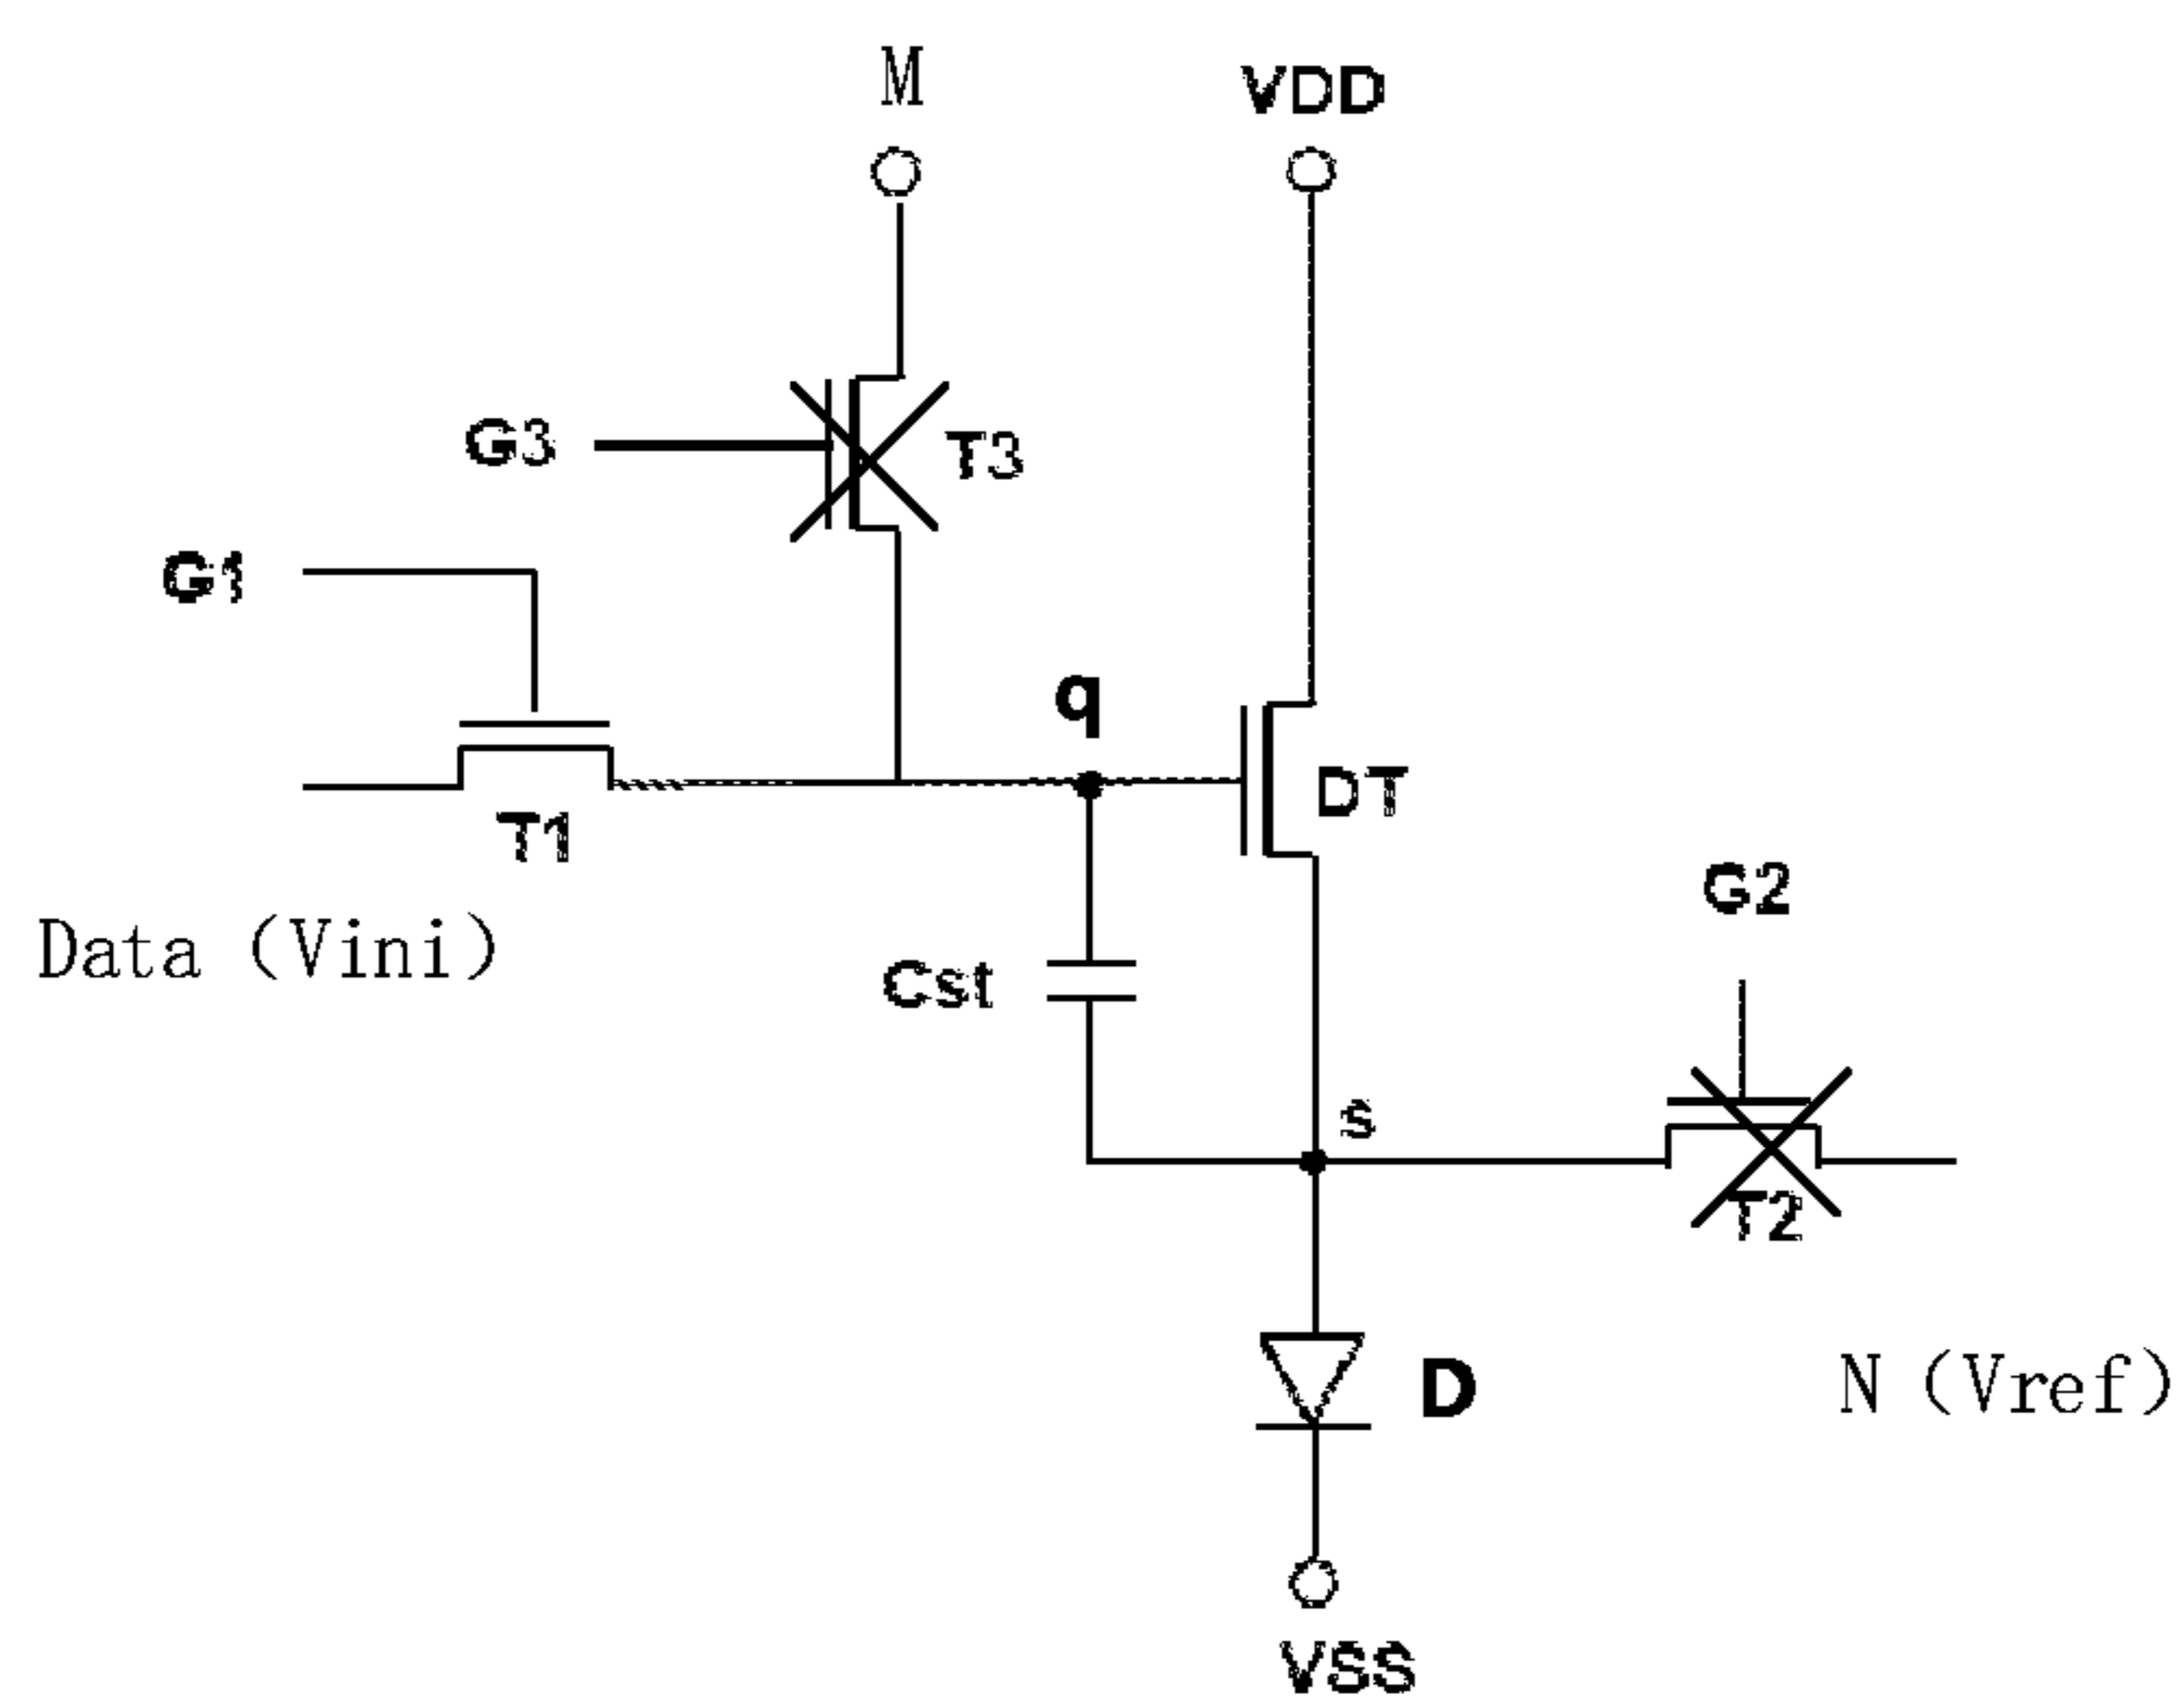 M
VDD
G3
T3
G1
q
DT
T1
G2
Data (Vini)
Cst
s
T2
D
N (Vref)
VSS